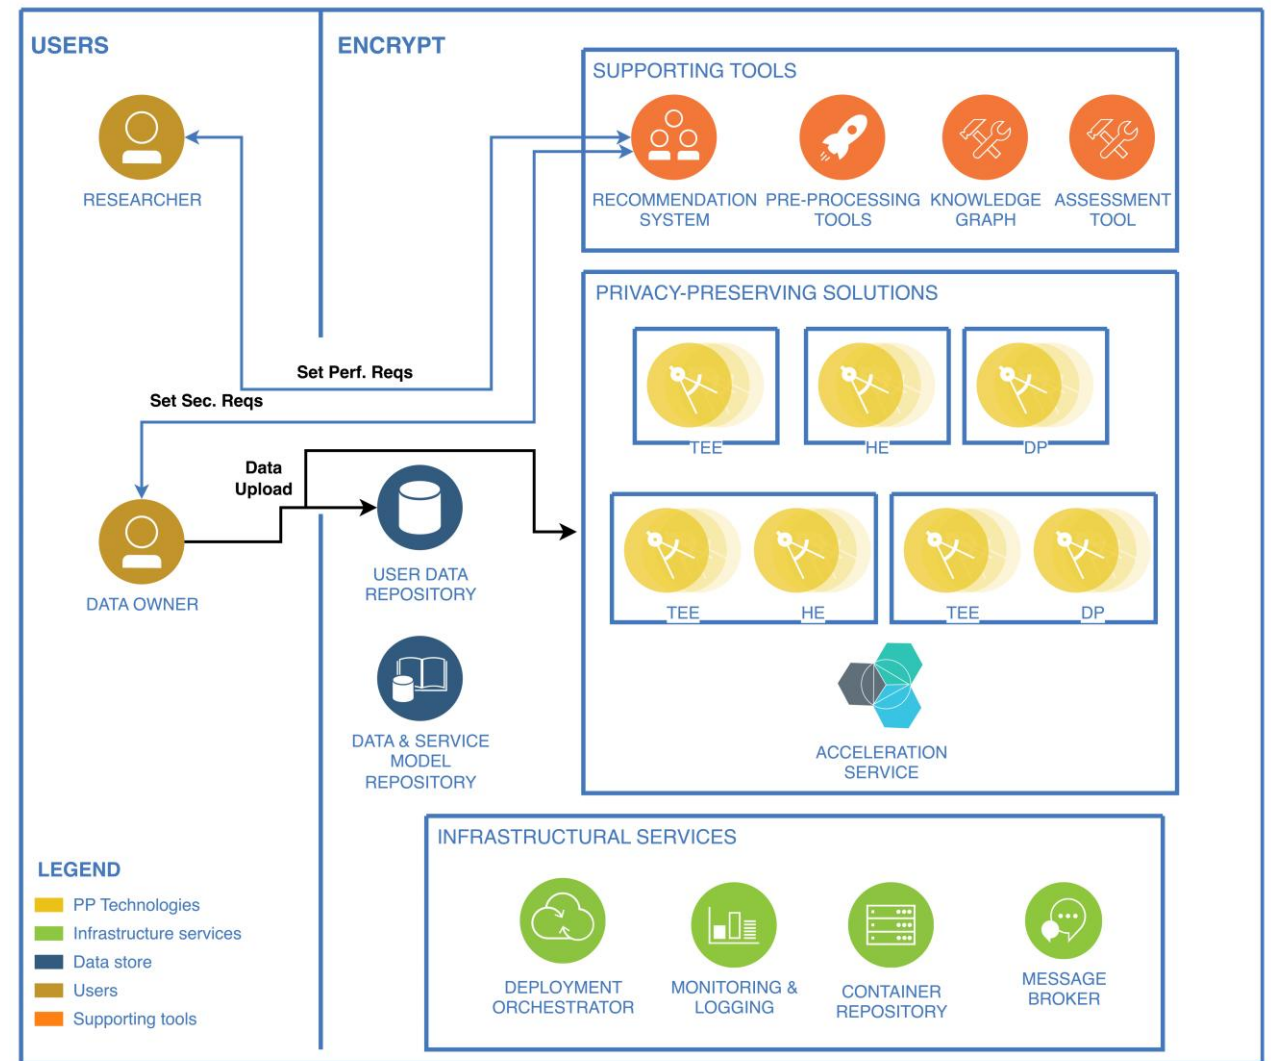 USERS
ENCRYPT
SUPPORTING TOOLS
RESEARCHER
RECOMMENDATION
SYSTEM
PRE-PROCESSING
TOOLS
KNOWLEDGE
GRAPH
ASSESSMENT
TOOL
PRIVACY-PRESERVING SOLUTIONS
Set Perf. Reqs
Set Sec. Reqs
TEE
HE
DP
Data
Upload
DATA OWNER
USER DATA
REPOSITORY
TEE
HE
TEE
DP
DATA & SERVICE
MODEL
REPOSITORY
ACCELERATION
SERVICE
INFRASTRUCTURAL SERVICES
DEPLOYMENT
ORCHESTRATOR
MONITORING &
LOGGING
CONTAINER
REPOSITORY
MESSAGE
BROKER
LEGEND
PP Technologies
Infrastructure services
Data store
Users
Supporting tools